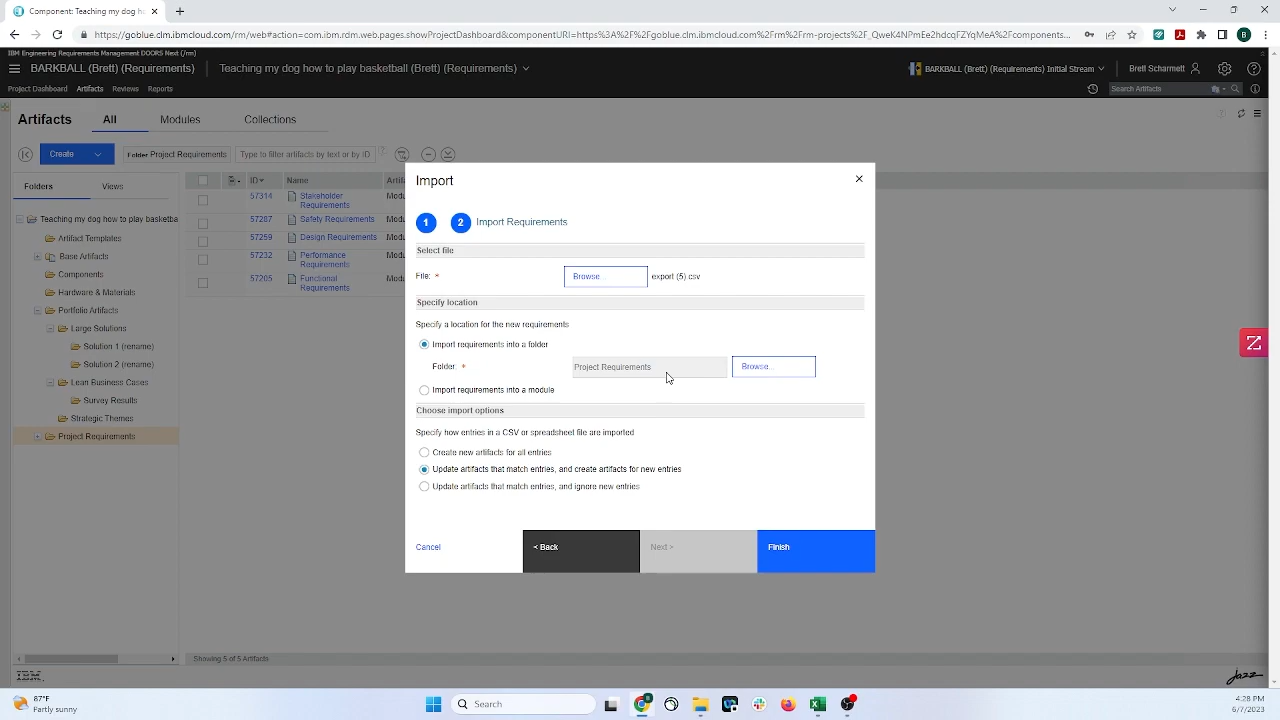 Component: Teaching my dog h
https://goblue.clm.ibmcloud.com/rm/web#action=com.ibm.rdm.web.pages.showProjectDashboard&componentURI=https%3A%2F%2Fgoblue.clm.ibmcloud.com%2Frm%2Frm-projects%2F_QweK4NPmEe2hdqFZYqMeA%2Fcomponents...
B
IBM Engineering Requirements Management DOORS Next (/rm)
BARKBALL (Brett) (Requirements)
Teaching my dog how to play basketball (Brett) (Requirements)
BARKBALL (Brett) (Requirements) Initial Stream
Brett Scharmett
Project Dashboard Artifacts Reviews Reports
Search Artifacts
Artifacts All Modules Collections
Create
Folder Project Requirements
Type to filter artifacts by text or by ID
Folders Views
ID Name Artif
Teaching my dog how to play basketba
Artifact Templates
Base Artifacts
Components
Hardware & Materials
Portfolio Artifacts
Large Solutions
Solution 1 (rename)
Solution 2 (rename)
Lean Business Cases
Survey Results
Strategic Themes
Project Requirements
57314 Stakeholder Requirements Modu
57287 Safety Requirements Modu
57259 Design Requirements Modu
57232 Performance Requirements Modu
57205 Functional Requirements Modu
Showing 5 of 5 Artifacts
Import
1 2 Import Requirements
Select file
File: * Browse... export (5).csv
Specify location
Specify a location for the new requirements
Import requirements into a folder
Folder: * Project Requirements Browse...
Import requirements into a module
Choose import options
Specify how entries in a CSV or spreadsheet file are imported
Create new artifacts for all entries
Update artifacts that match entries, and create artifacts for new entries
Update artifacts that match entries, and ignore new entries
Cancel < Back Next > Finish
IBM.
jazz
87°F
Partly sunny
Search
4:28 PM
6/7/2023